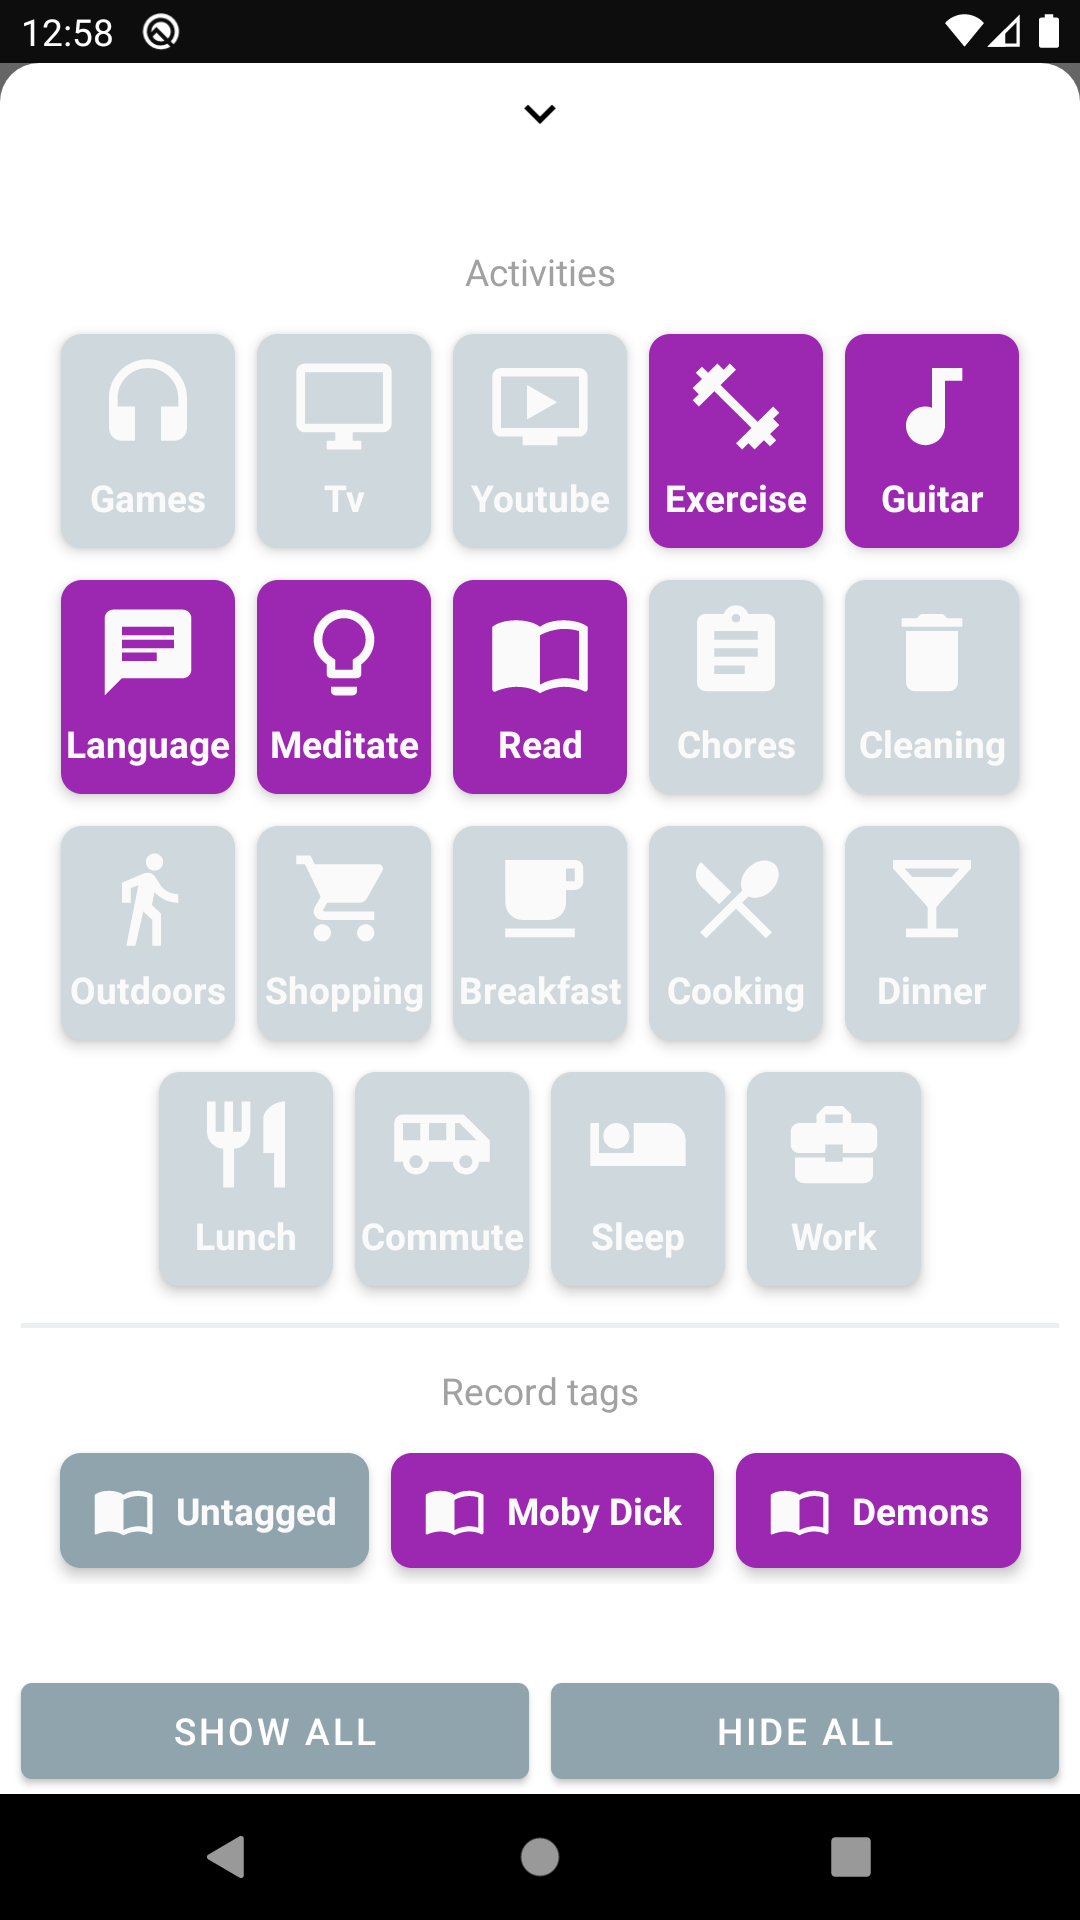 12:58
Activities
Games Tv Youtube Exercise Guitar
Language Meditate Read Chores Cleaning
Outdoors Shopping Breakfast Cooking Dinner
Lunch Commute Sleep Work
Record tags
Untagged Moby Dick Demons
SHOW ALL HIDE ALL